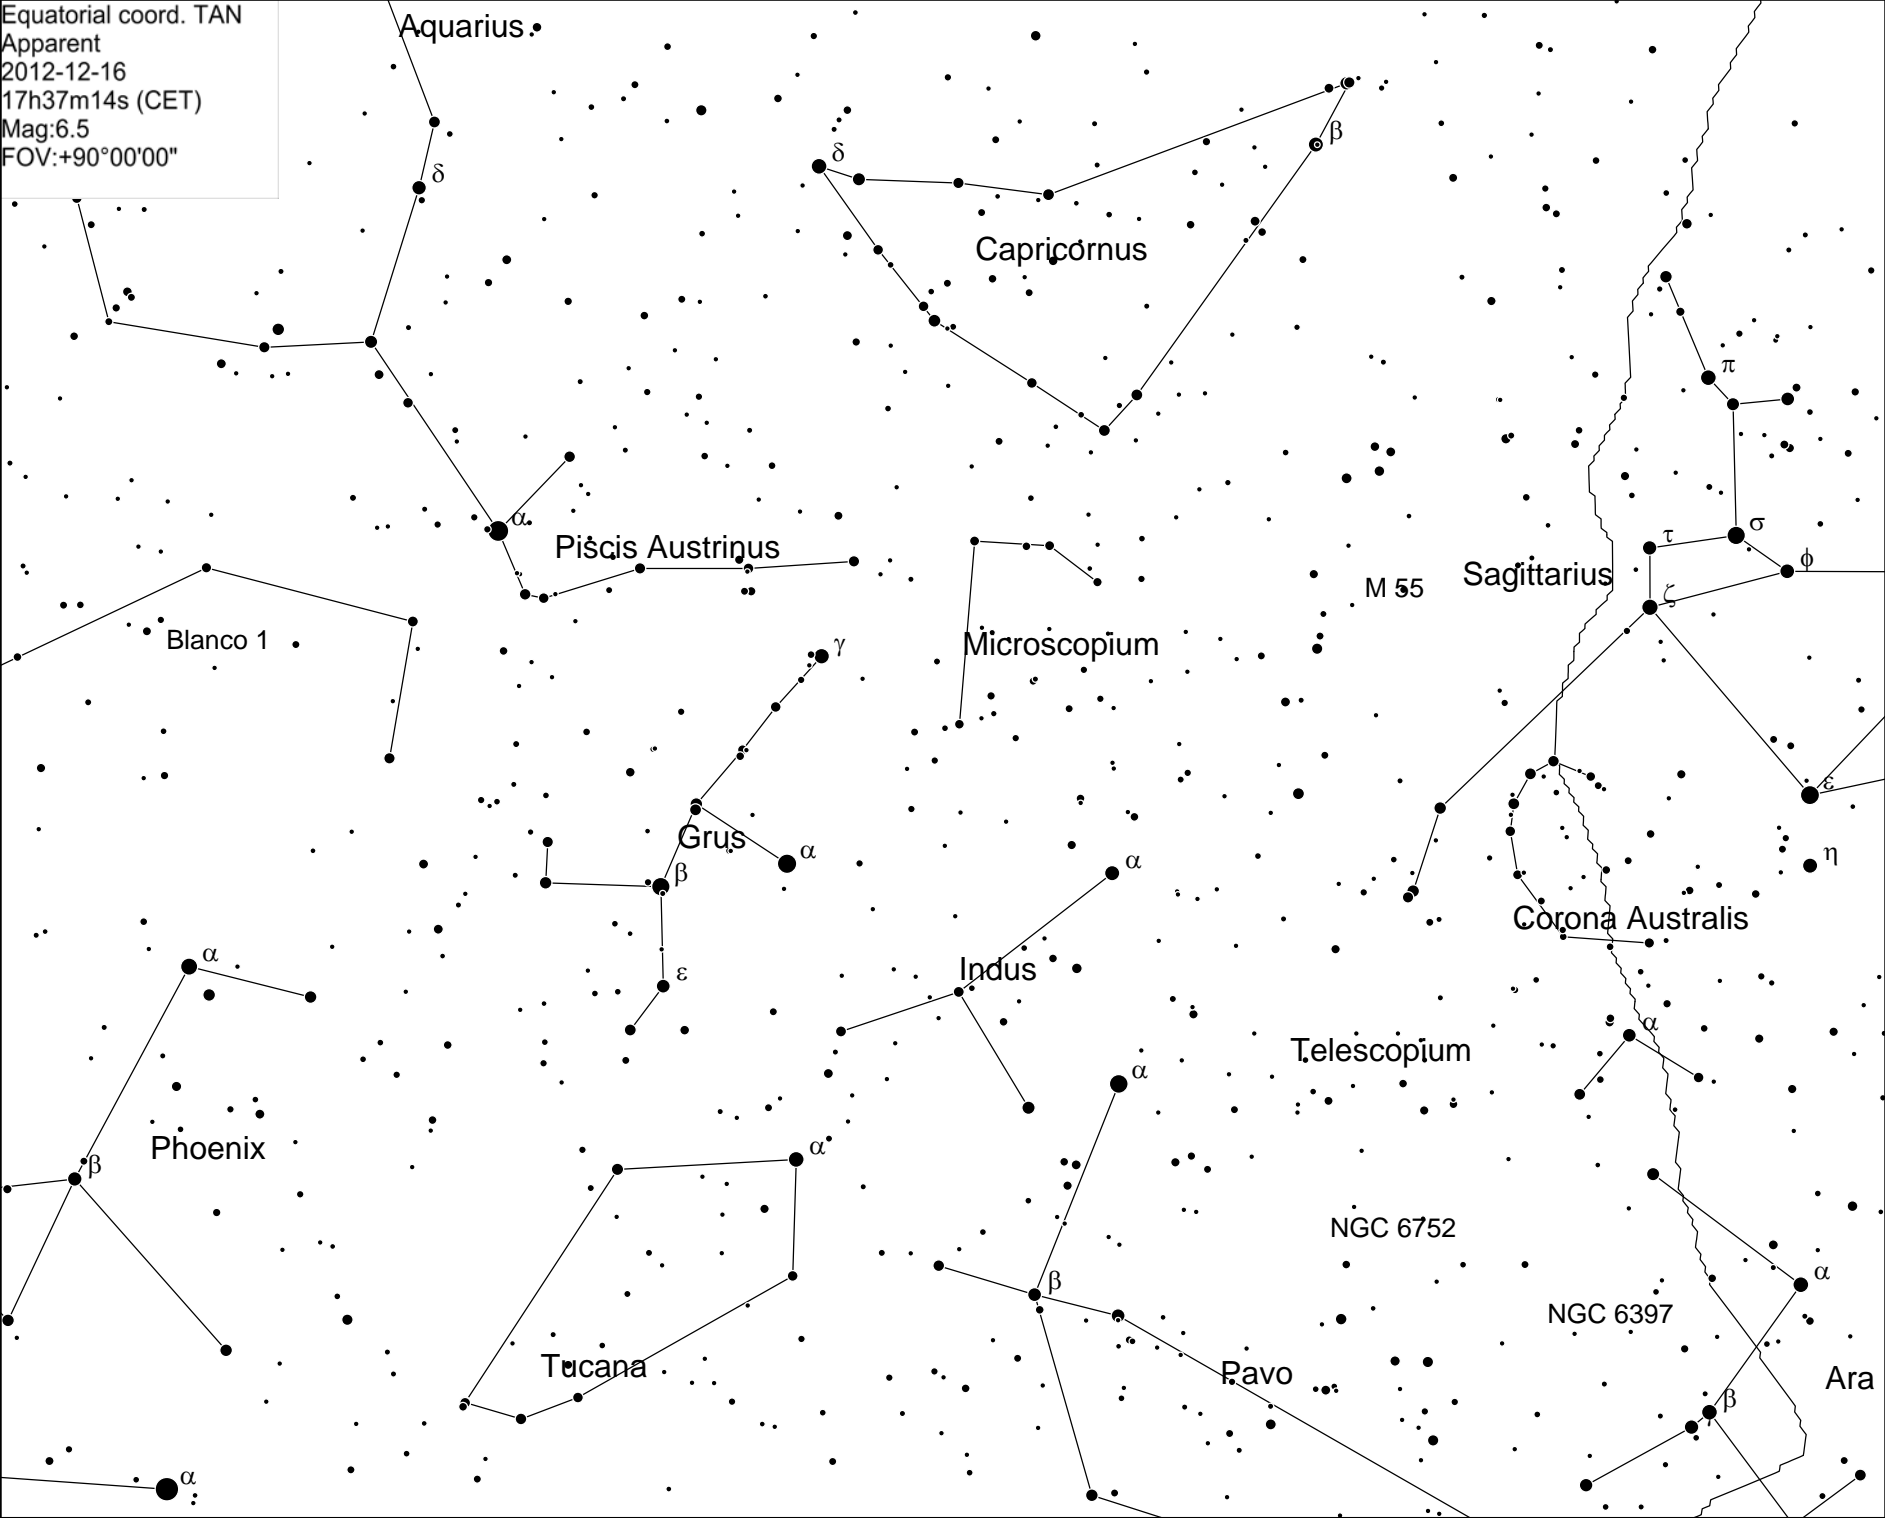 Equatorial coord. TAN
Apparent
2012-12-16
17h37m14s (CET)
Mag:6.5
FOV:+90°00'00"
Aquarius
β
δ
δ
Capricornus
π
α
σ
τ
Piscis Austrinus
φ
Sagittarius
M 55
ζ
Blanco 1
γ
Microscopium
ε
Grus
α
η
α
β
Corona Australis
α
Indus
ε
α
Telescopium
α
α
Phoenix
β
NGC 6752
β
α
NGC 6397
Tucana
Pavo
Ara
β
α